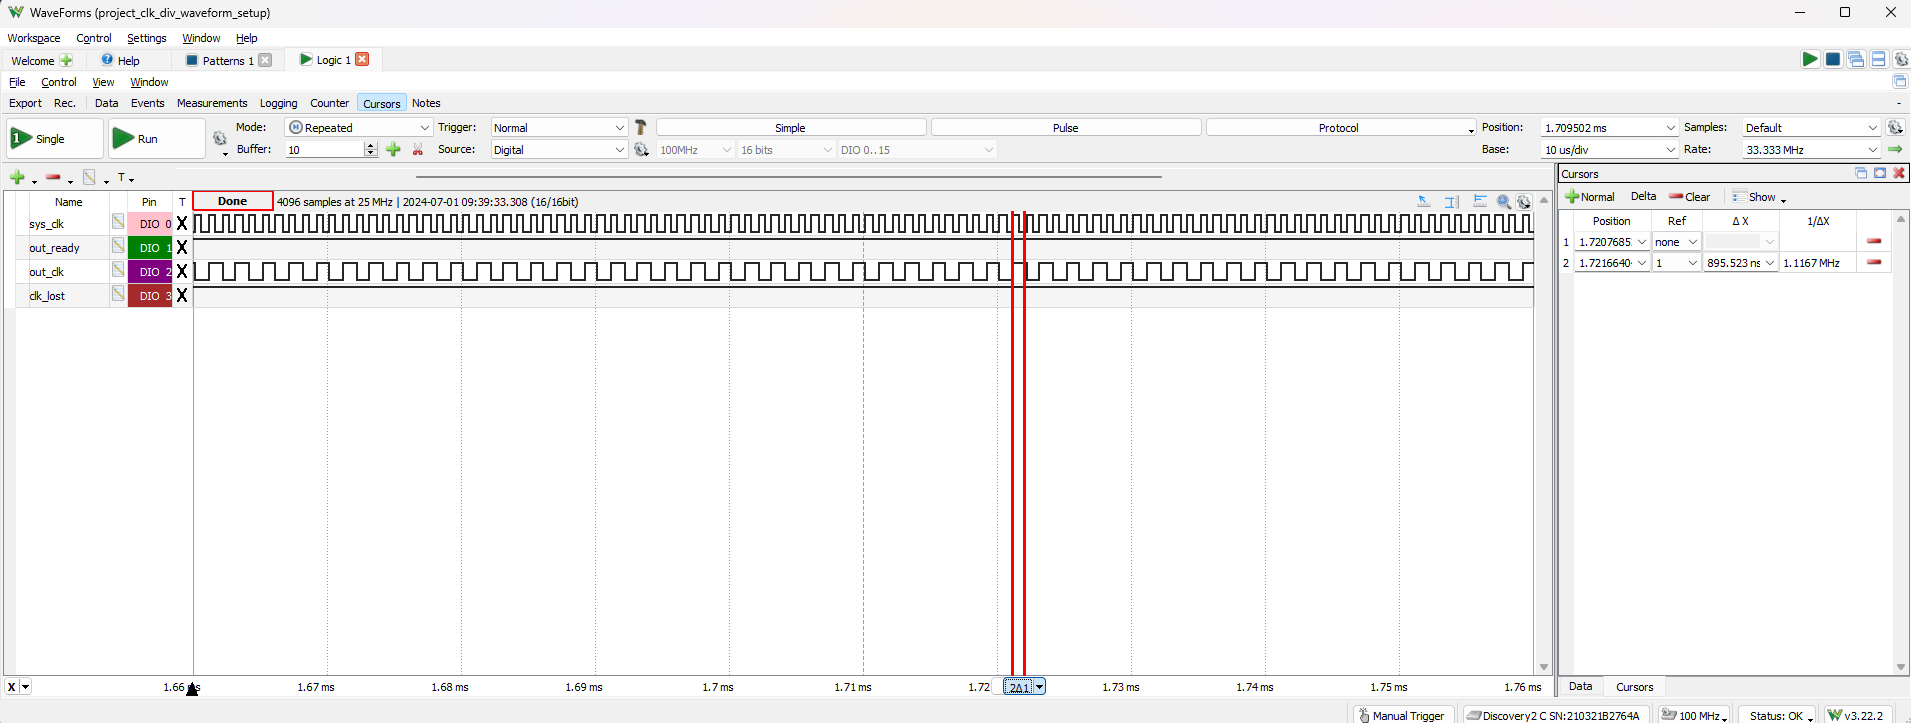 WaveForms (project_clk_div_waveform_setup)
Workspace Control Settings Window Help
Welcome Help Patterns 1 Logic 1
File Control View Window
Export Rec. Data Events Measurements Logging Counter Cursors Notes
1 Single Run Mode: Repeated Trigger: Normal Simple Pulse Protocol Position: 1.709502 ms Samples: Default
Buffer: 10 Source: Digital 100MHz 16 bits DIO 0..15 Base: 10 us/div Rate: 33.333 MHz
T
Cursors
Normal Delta Clear Show
Name Pin T Done 4096 samples at 25 MHz | 2024-07-01 09:39:33.308 (16/16bit)
Position Ref Δ X 1/ΔX
sys_clk DIO 0 X
out_ready DIO 1 X
out_clk DIO 2 X
clk_lost DIO 3 X
1 1.7207685 none
2 1.7216640 1 895.523 ns 1.1167 MHz
X 1.66 ms 1.67 ms 1.68 ms 1.69 ms 1.7 ms 1.71 ms 1.72 2Δ1 1.73 ms 1.74 ms 1.75 ms 1.76 ms
Data Cursors
Manual Trigger Discovery2 C SN:210321B2764A 100 MHz Status: OK v3.22.2